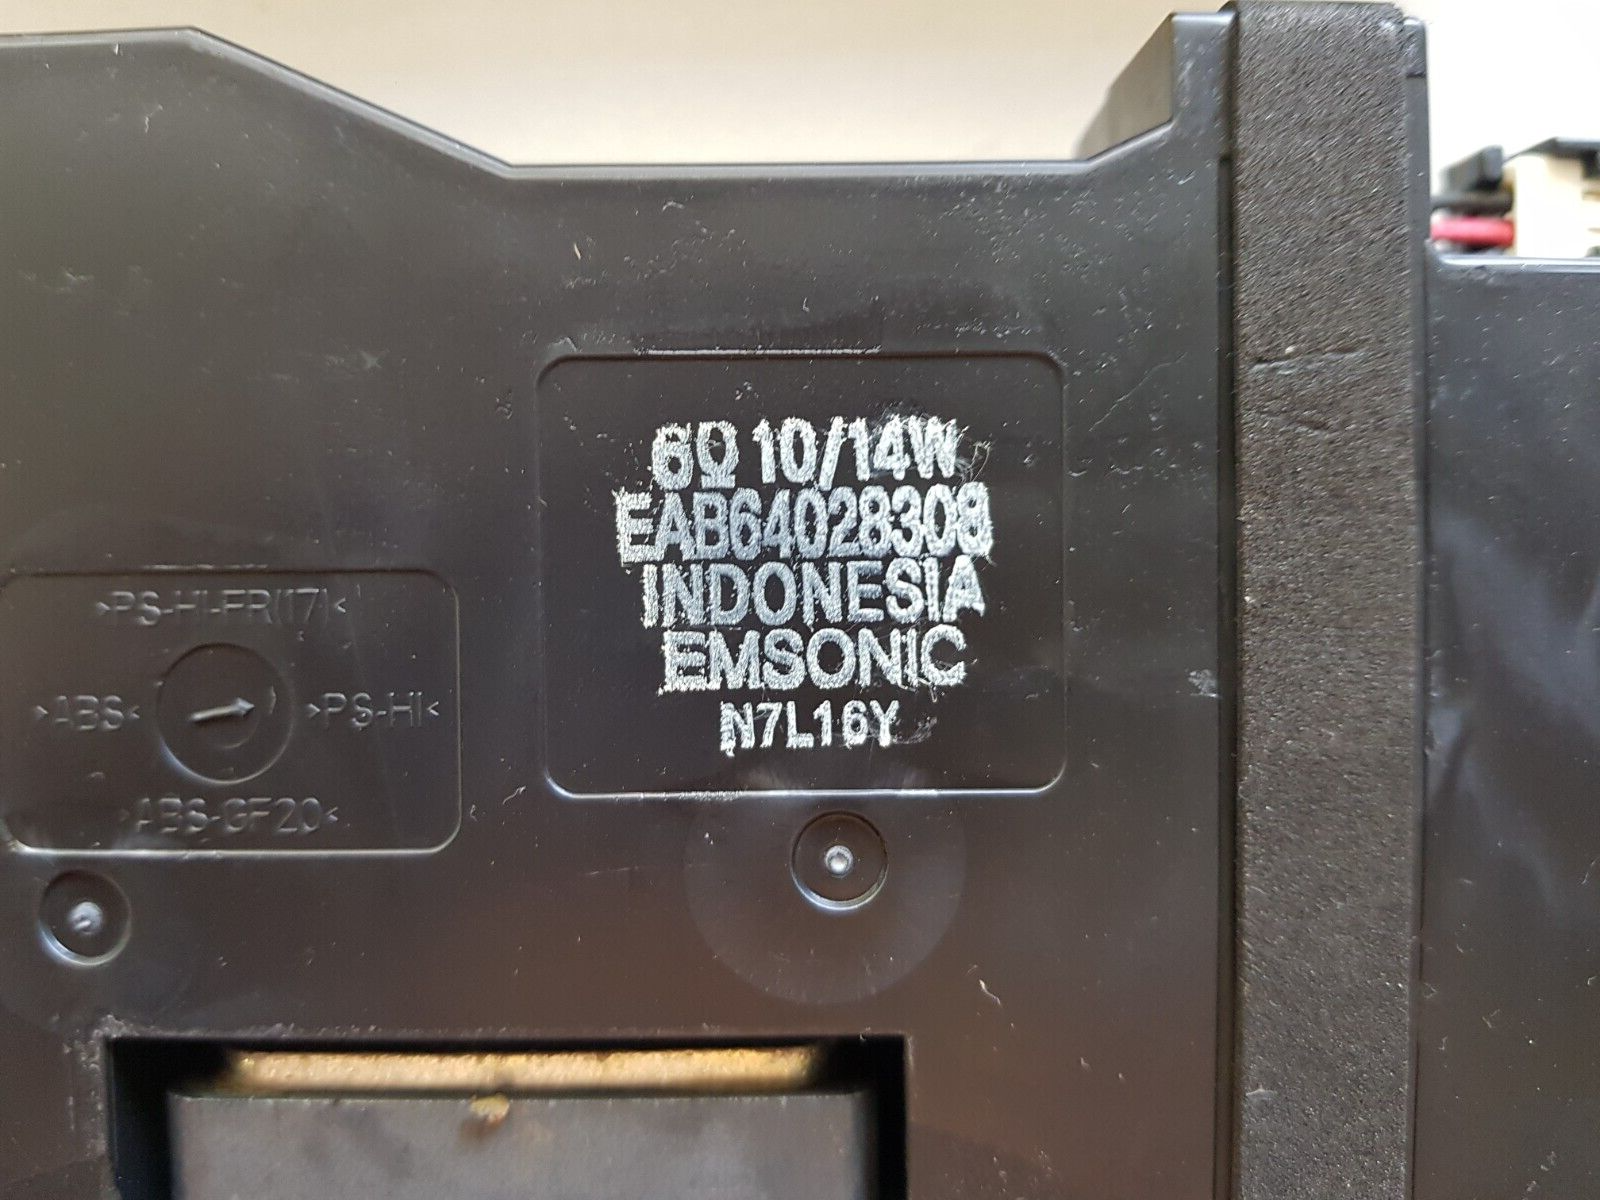 6Ω 10/14W
EAB64028308
INDONESIA
EMSONIC
N7L16Y
>PS-HI-FR(17)<
>ABS< >PS-HI<
>ABS-GF20<